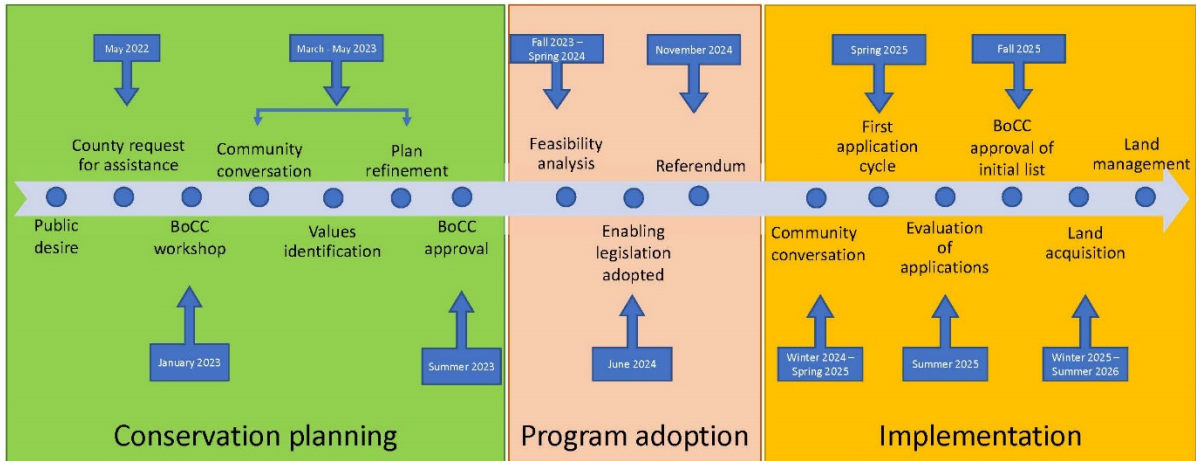 May 2022
March - May 2023
Fall 2023 –
Spring 2024
November 2024
Spring 2025
Fall 2025
County request
for assistance
Community
conversation
Plan
refinement
Feasibility
analysis
Referendum
First
application
cycle
BoCC
approval of
initial list
Land
management
Public
desire
BoCC
workshop
Values
identification
BoCC
approval
Enabling
legislation
adopted
Community
conversation
Evaluation
of
applications
Land
acquisition
January 2023
Summer 2023
June 2024
Winter 2024 –
Spring 2025
Summer 2025
Winter 2025 –
Summer 2026
Conservation planning
Program adoption
Implementation